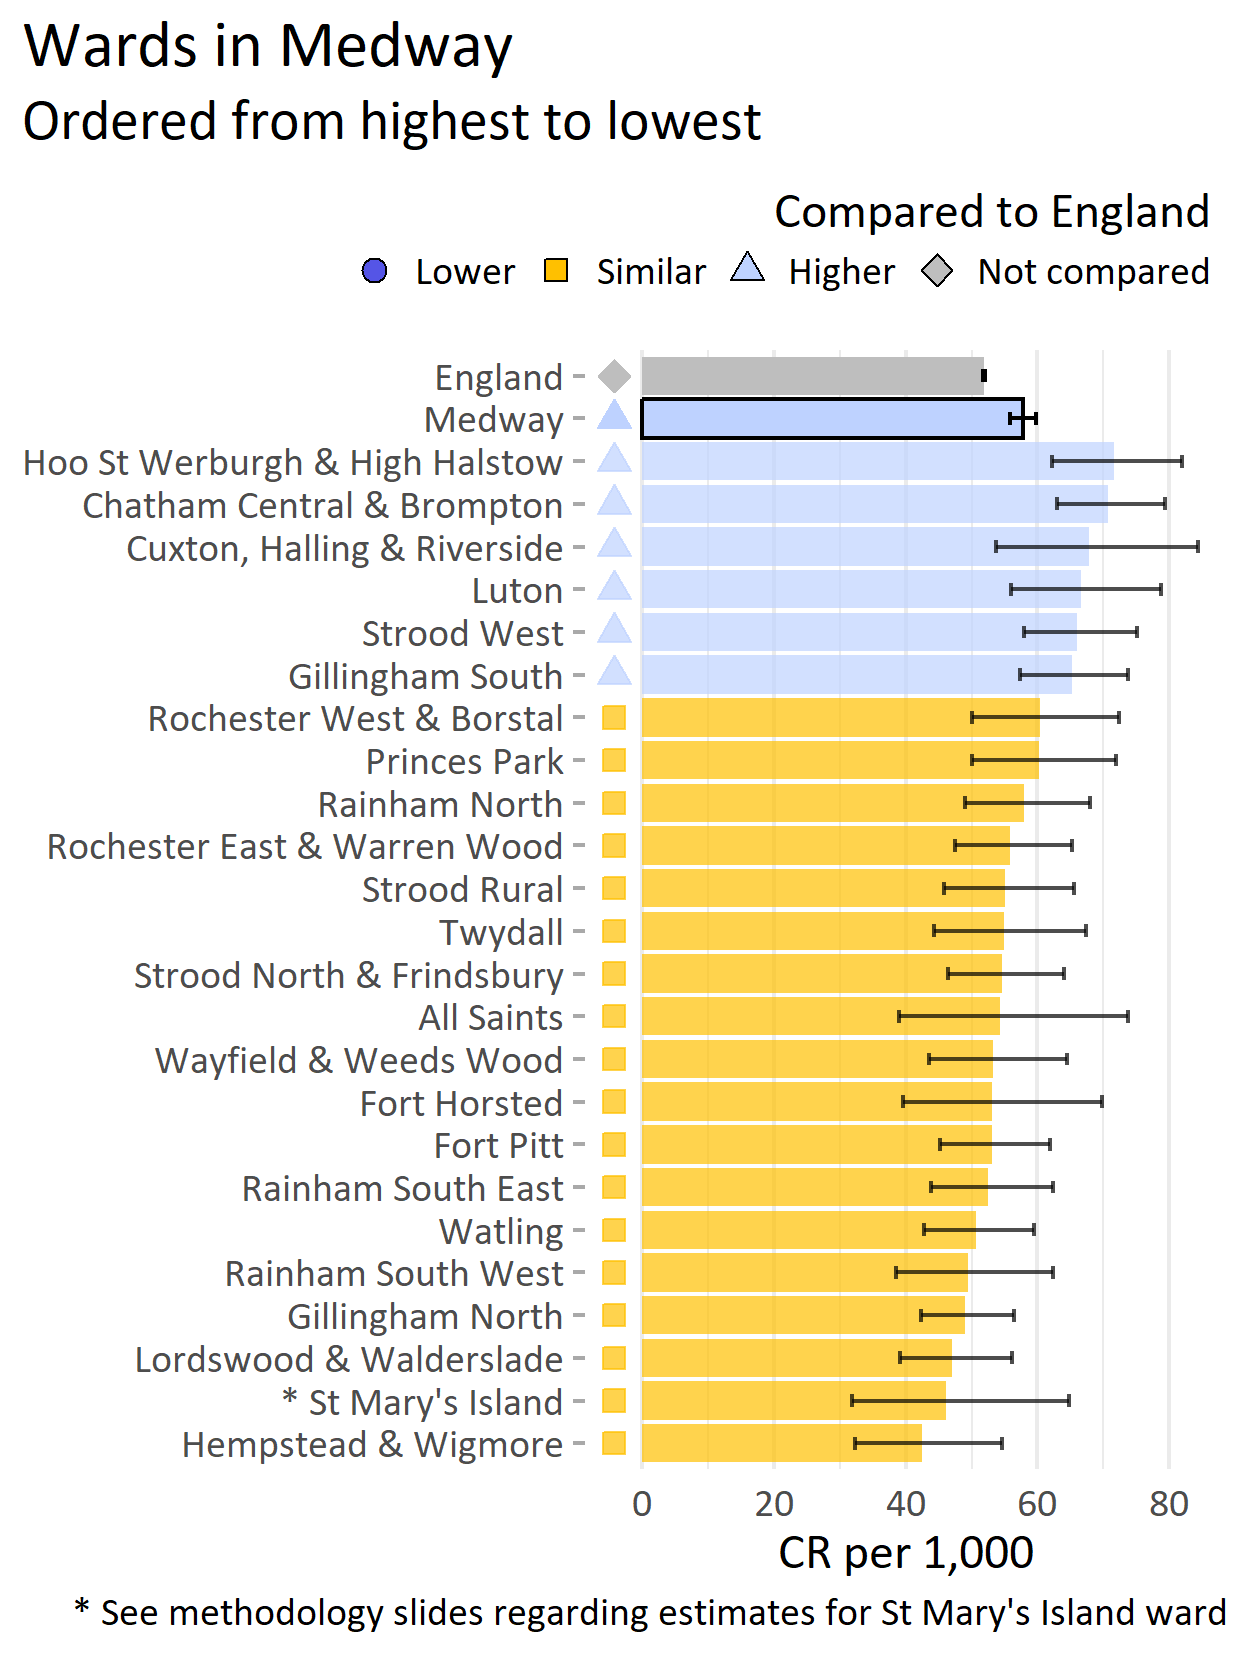 Wards in Medway
Ordered from highest to lowest
Compared to England
Lower Similar Higher Not compared
England
Medway
Hoo St Werburgh & High Halstow
Chatham Central & Brompton
Cuxton, Halling & Riverside
Luton
Strood West
Gillingham South
Rochester West & Borstal
Princes Park
Rainham North
Rochester East & Warren Wood
Strood Rural
Twydall
Strood North & Frindsbury
All Saints
Wayfield & Weeds Wood
Fort Horsted
Fort Pitt
Rainham South East
Watling
Rainham South West
Gillingham North
Lordswood & Walderslade
* St Mary's Island
Hempstead & Wigmore
0 20 40 60 80
CR per 1,000
* See methodology slides regarding estimates for St Mary's Island ward